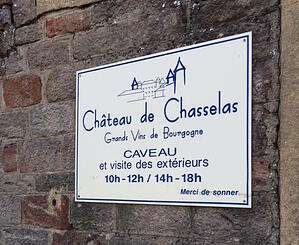 Château de Chasselas
Grands Vins de Bourgogne
CAVEAU
et visite des extérieurs
10h-12h / 14h-18h
Merci de sonner